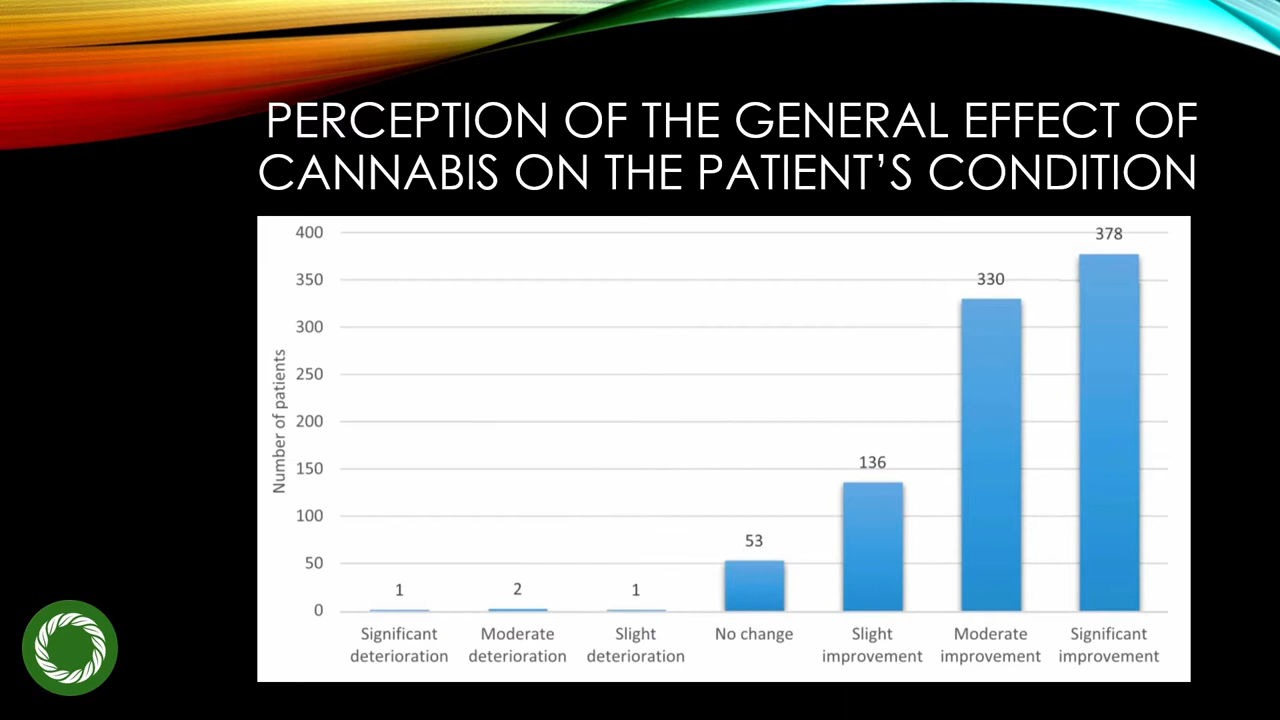 PERCEPTION OF THE GENERAL EFFECT OF
CANNABIS ON THE PATIENT’S CONDITION
400
350
300
250
200
150
100
50
0
Number of patients
1
2
1
53
136
330
378
Significant
deterioration
Moderate
deterioration
Slight
deterioration
No change
Slight
improvement
Moderate
improvement
Significant
improvement